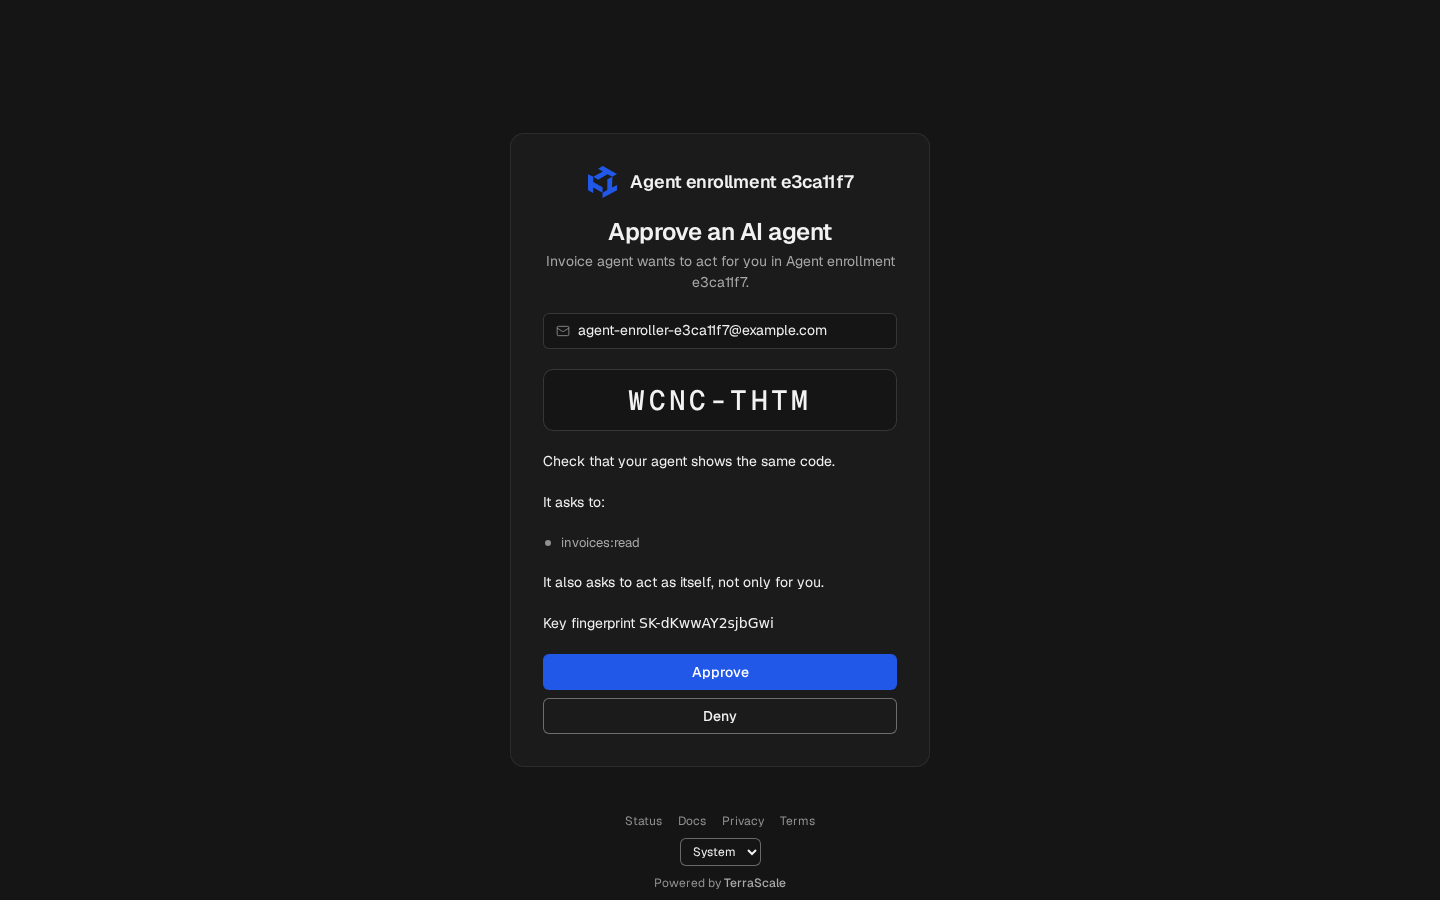 Agent enrollment e3ca11f7
Approve an AI agent
Invoice agent wants to act for you in Agent enrollment
e3ca11f7.
agent-enroller-e3ca11f7@example.com
WCNC-THTM
Check that your agent shows the same code.
It asks to:
invoices:read
It also asks to act as itself, not only for you.
Key fingerprint SK-dKwwAY2sjbGwi
Approve
Deny
Status Docs Privacy Terms
System
Powered by TerraScale